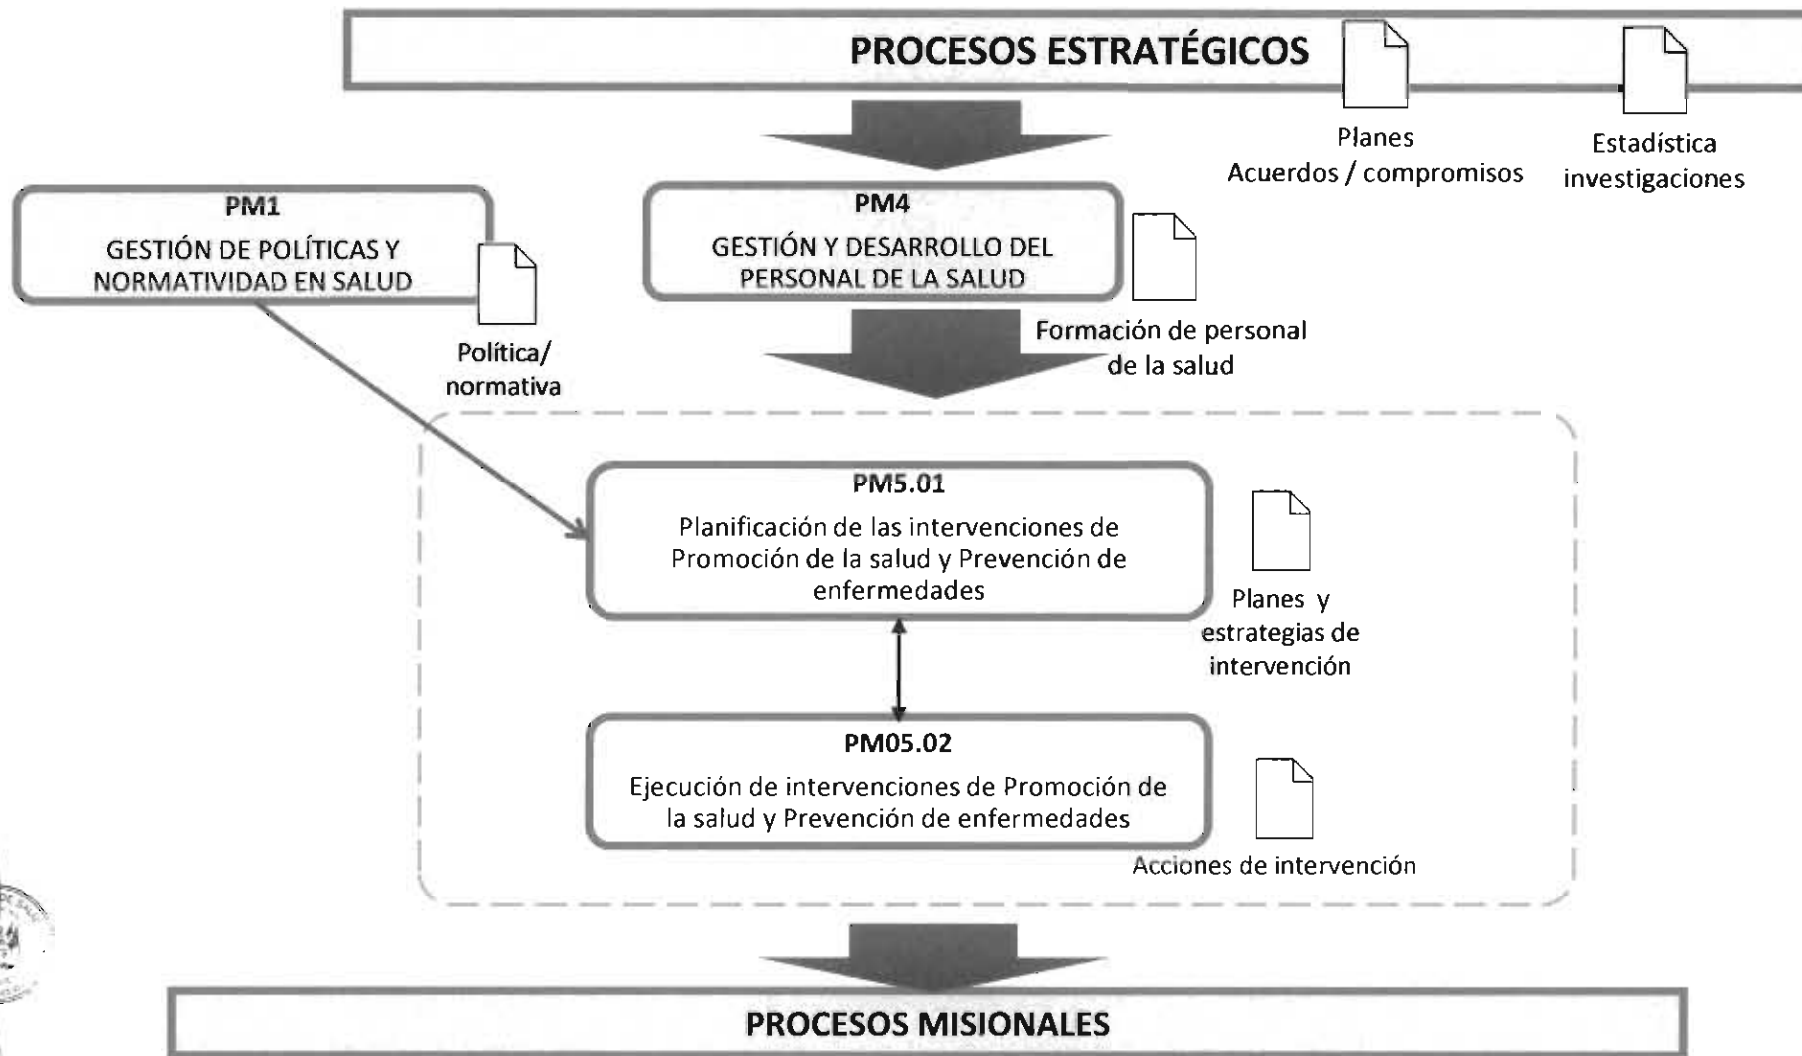 PROCESOS ESTRATÉGICOS
Planes
Acuerdos / compromisos
Estadística
investigaciones
PM1
GESTIÓN DE POLÍTICAS Y
NORMATIVIDAD EN SALUD
Política/
normativa
PM4
GESTIÓN Y DESARROLLO DEL
PERSONAL DE LA SALUD
Formación de personal
de la salud
PM5.01
Planificación de las intervenciones de
Promoción de la salud y Prevención de
enfermedades
Planes y
estrategias de
intervención
PM05.02
Ejecución de intervenciones de Promoción de
la salud y Prevención de enfermedades
Acciones de intervención
PROCESOS MISIONALES